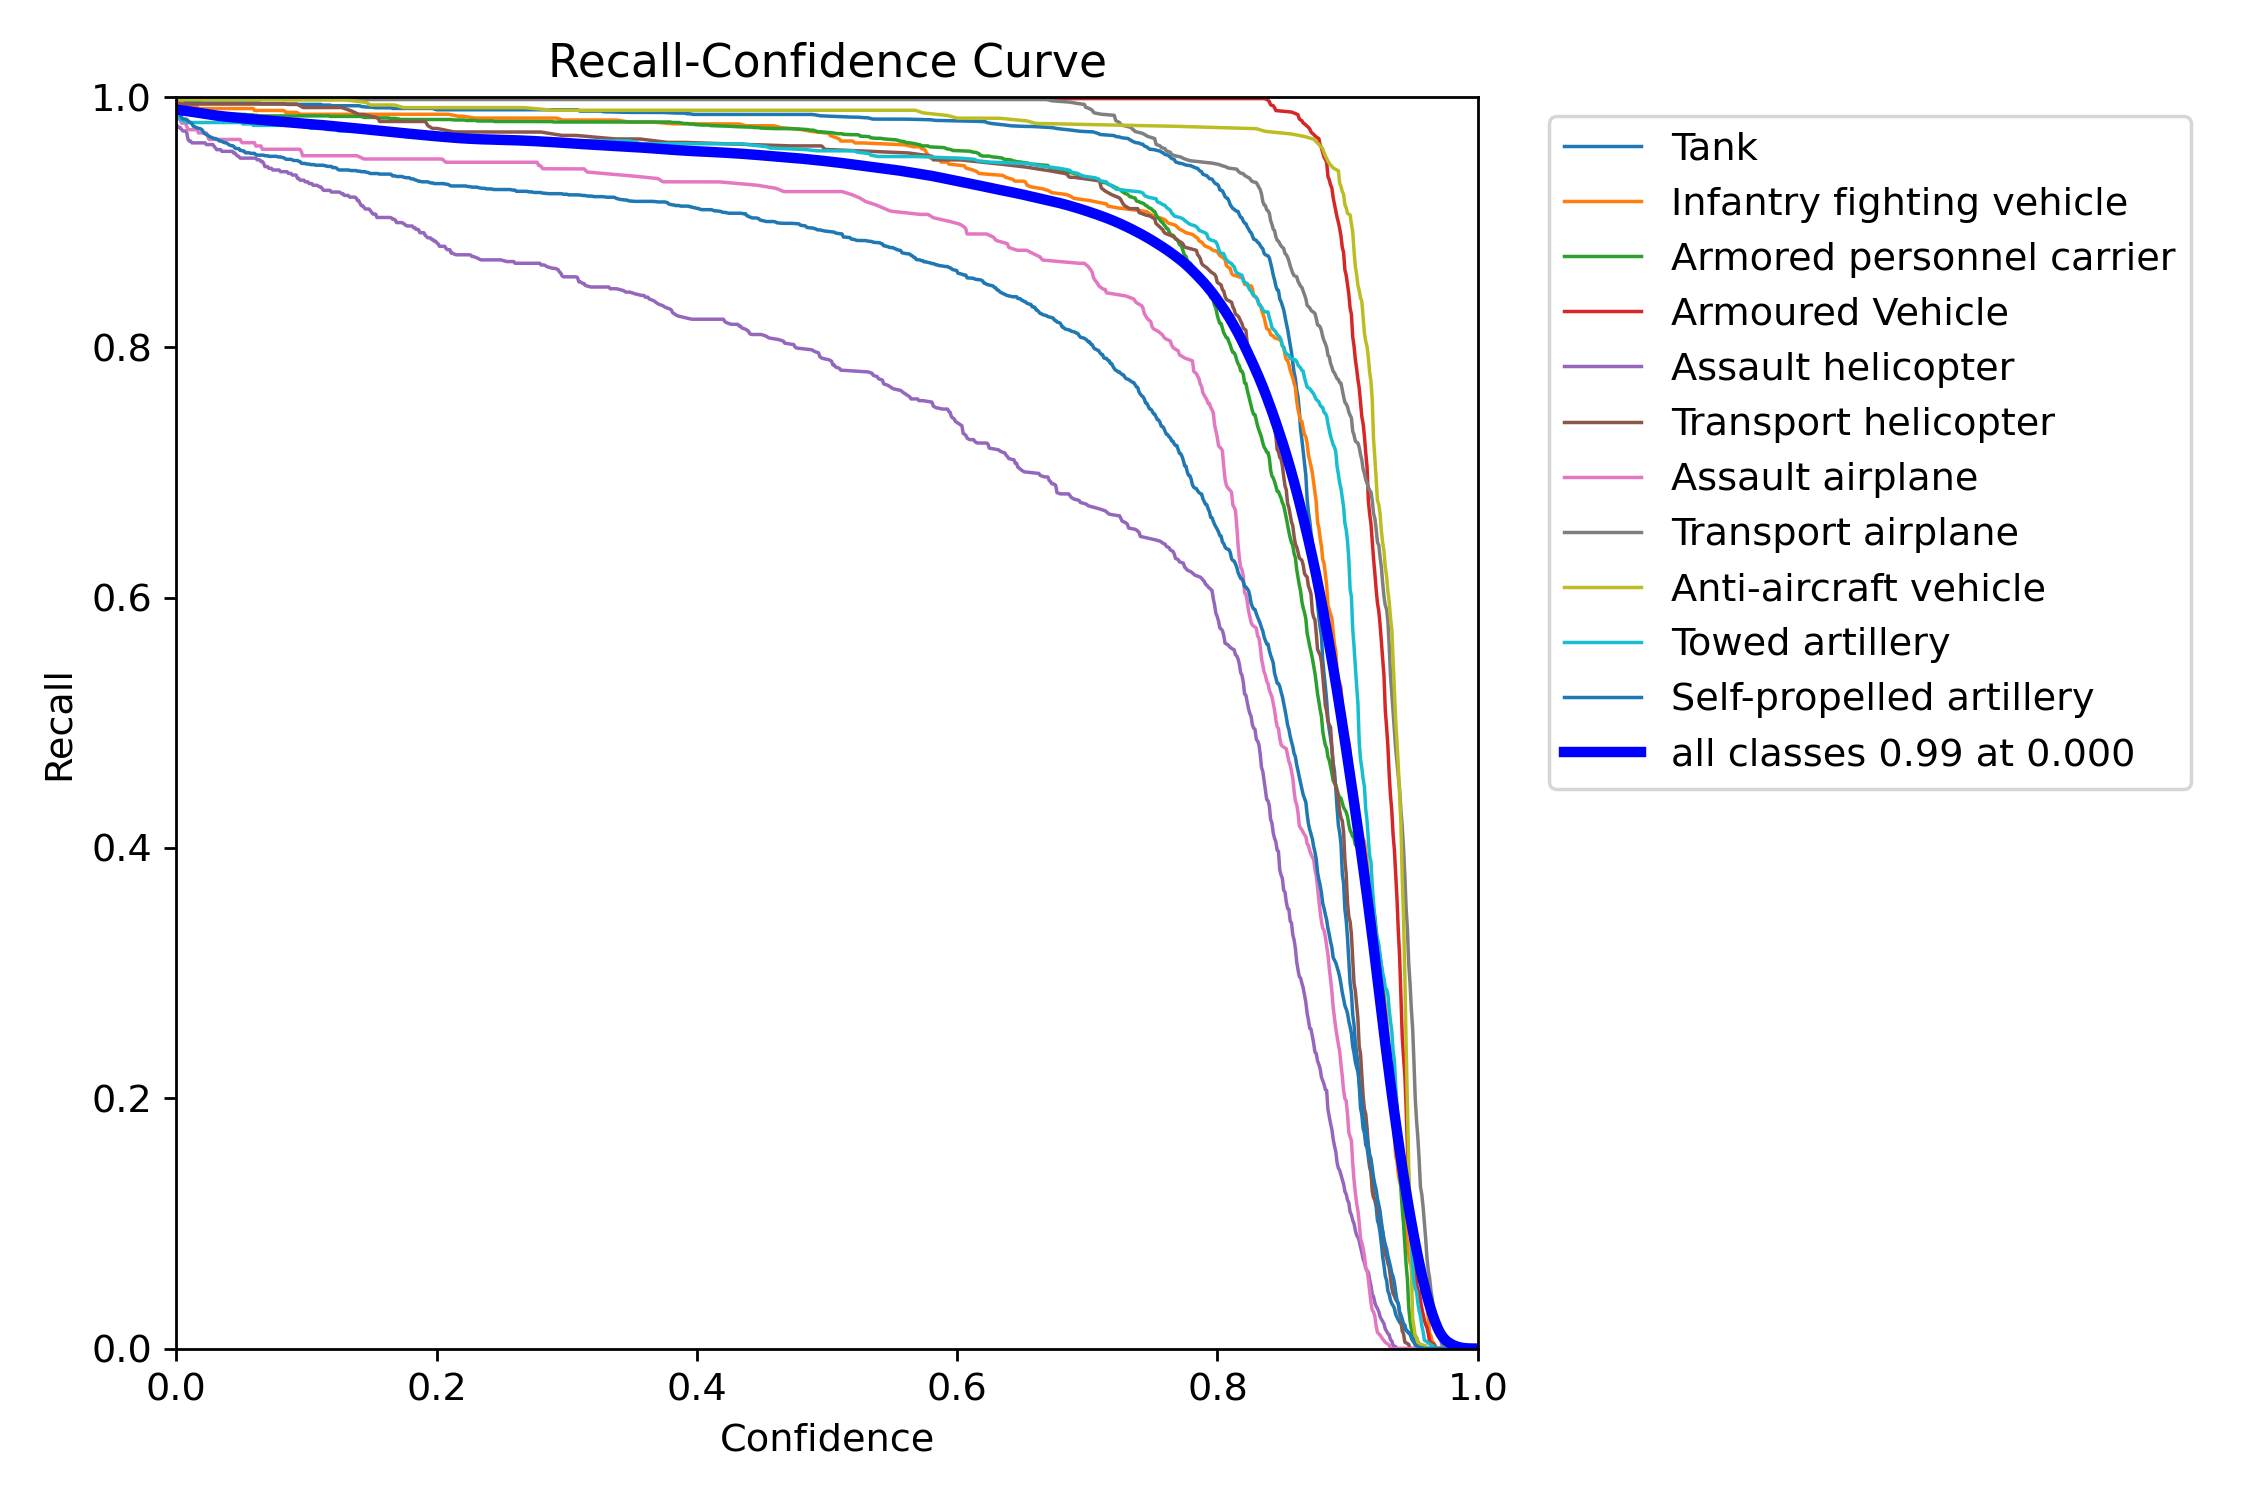 Recall-Confidence Curve
1.0
0.8
0.6
0.4
0.2
0.0
Recall
0.0 0.2 0.4 0.6 0.8 1.0
Confidence
Tank
Infantry fighting vehicle
Armored personnel carrier
Armoured Vehicle
Assault helicopter
Transport helicopter
Assault airplane
Transport airplane
Anti-aircraft vehicle
Towed artillery
Self-propelled artillery
all classes 0.99 at 0.000